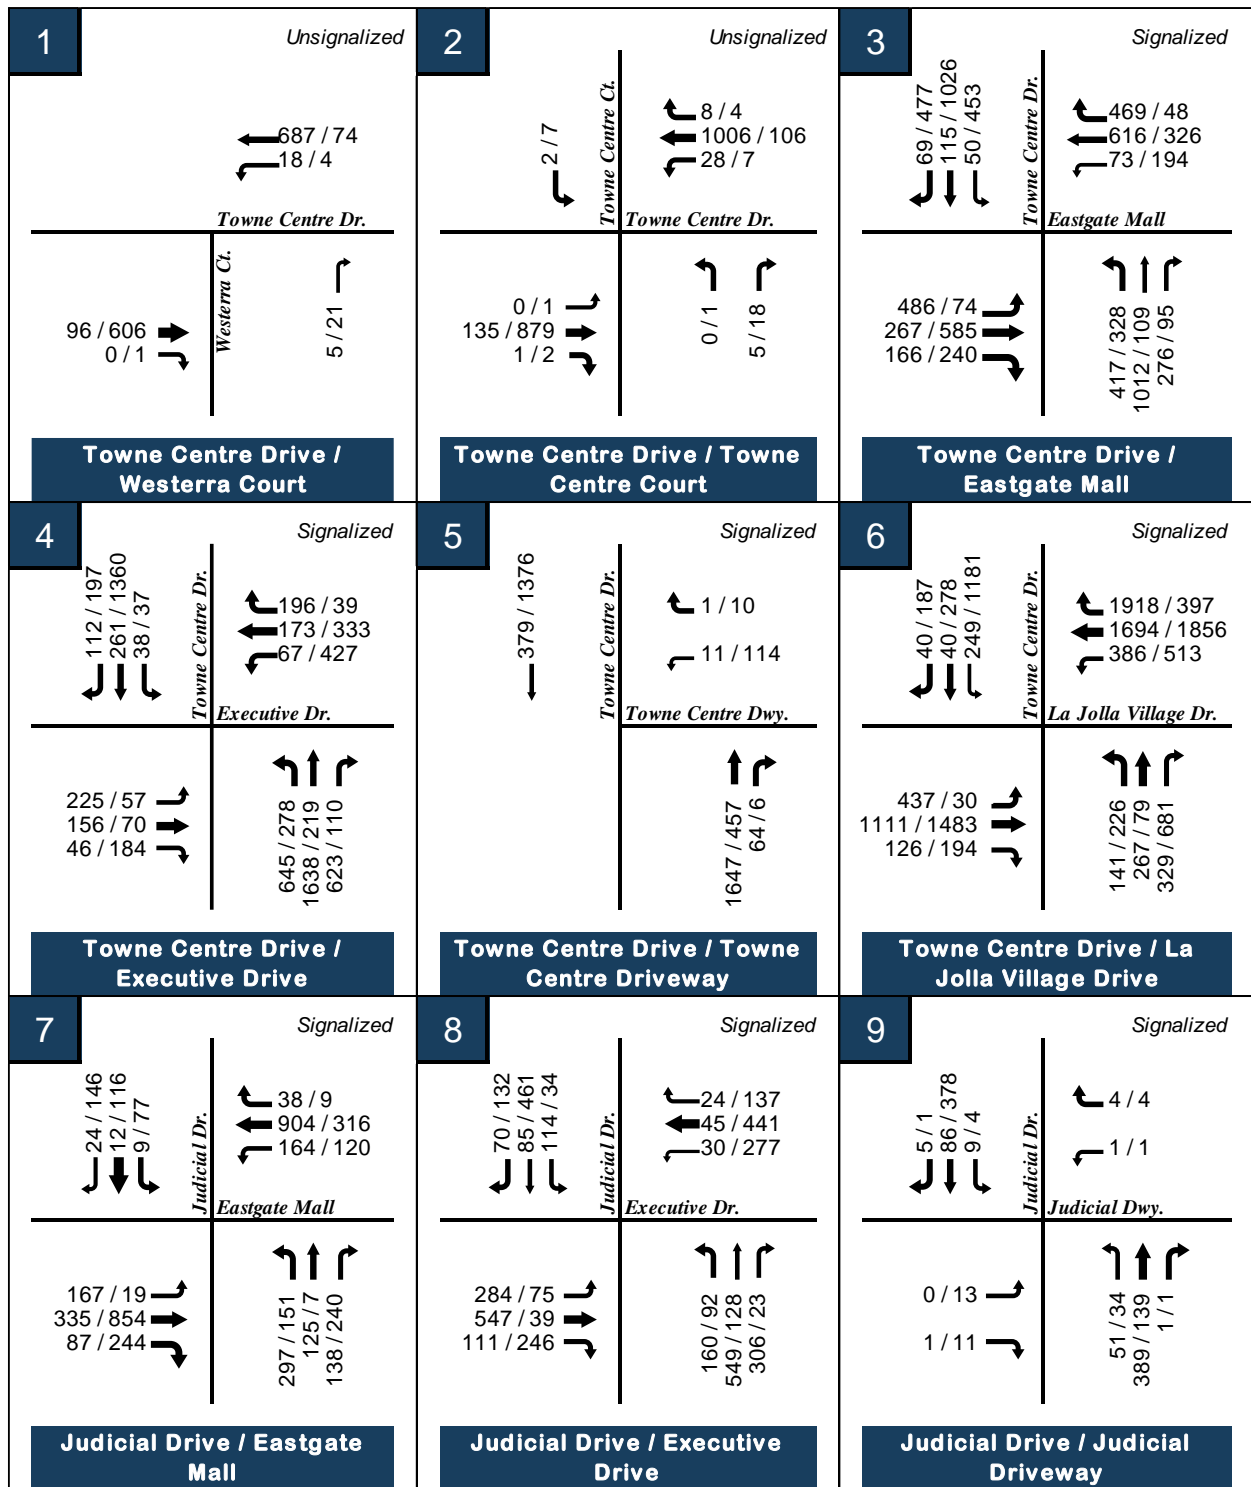 1
Unsignalized
687 / 74
18 / 4
Towne Centre Dr.
Westerra Ct.
96 / 606
0 / 1
5 / 21
Towne Centre Drive /
Westerra Court
2
Unsignalized
2 / 7
Towne Centre Ct.
8 / 4
1006 / 106
28 / 7
Towne Centre Dr.
0 / 1
135 / 879
1 / 2
0 / 1
5 / 18
Towne Centre Drive / Towne
Centre Court
3
Signalized
69 / 477
115 / 1026
50 / 453
Towne Centre Dr.
469 / 48
616 / 326
73 / 194
Eastgate Mall
486 / 74
267 / 585
166 / 240
417 / 328
1012 / 109
276 / 95
Towne Centre Drive /
Eastgate Mall
4
Signalized
112 / 197
261 / 1360
38 / 37
Towne Centre Dr.
196 / 39
173 / 333
67 / 427
Executive Dr.
225 / 57
156 / 70
46 / 184
645 / 278
1638 / 219
623 / 110
Towne Centre Drive /
Executive Drive
5
Signalized
379 / 1376
Towne Centre Dr.
1 / 10
11 / 114
Towne Centre Dwy.
1647 / 457
64 / 6
Towne Centre Drive / Towne
Centre Driveway
6
Signalized
40 / 187
40 / 278
249 / 1181
Towne Centre Dr.
1918 / 397
1694 / 1856
386 / 513
La Jolla Village Dr.
437 / 30
1111 / 1483
126 / 194
141 / 226
267 / 79
329 / 681
Towne Centre Drive / La
Jolla Village Drive
7
Signalized
24 / 146
12 / 116
9 / 77
Judicial Dr.
38 / 9
904 / 316
164 / 120
Eastgate Mall
167 / 19
335 / 854
87 / 244
297 / 151
125 / 7
138 / 240
Judicial Drive / Eastgate
Mall
8
Signalized
70 / 132
85 / 461
114 / 34
Judicial Dr.
24 / 137
45 / 441
30 / 277
Executive Dr.
284 / 75
547 / 39
111 / 246
160 / 92
549 / 128
306 / 23
Judicial Drive / Executive
Drive
9
Signalized
5 / 1
86 / 378
9 / 4
Judicial Dr.
4 / 4
1 / 1
Judicial Dwy.
0 / 13
1 / 11
51 / 34
389 / 139
1 / 1
Judicial Drive / Judicial
Driveway